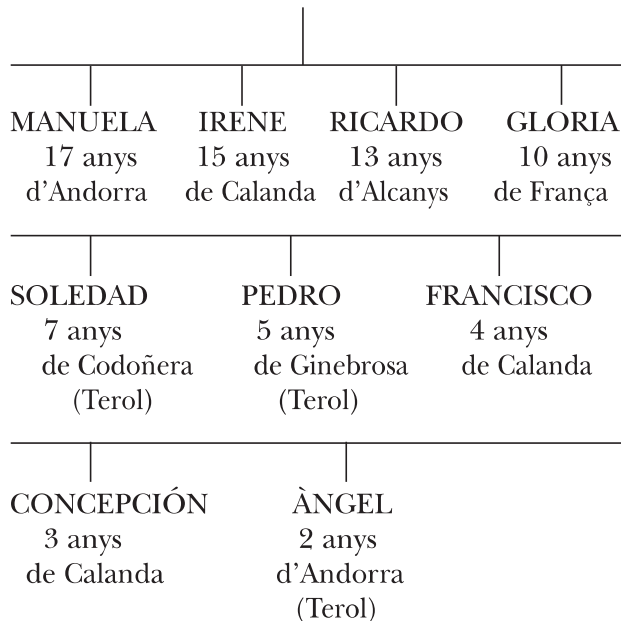 MANUELA IRENE RICARDO GLORIA
17 anys 15 anys 13 anys 10 anys
d’Andorra de Calanda d’Alcanys de França
SOLEDAD PEDRO FRANCISCO
7 anys 5 anys 4 anys
de Codoñera de Ginebrosa de Calanda
(Terol) (Terol)
CONCEPCIÓN ÀNGEL
3 anys 2 anys
de Calanda d’Andorra
(Terol)